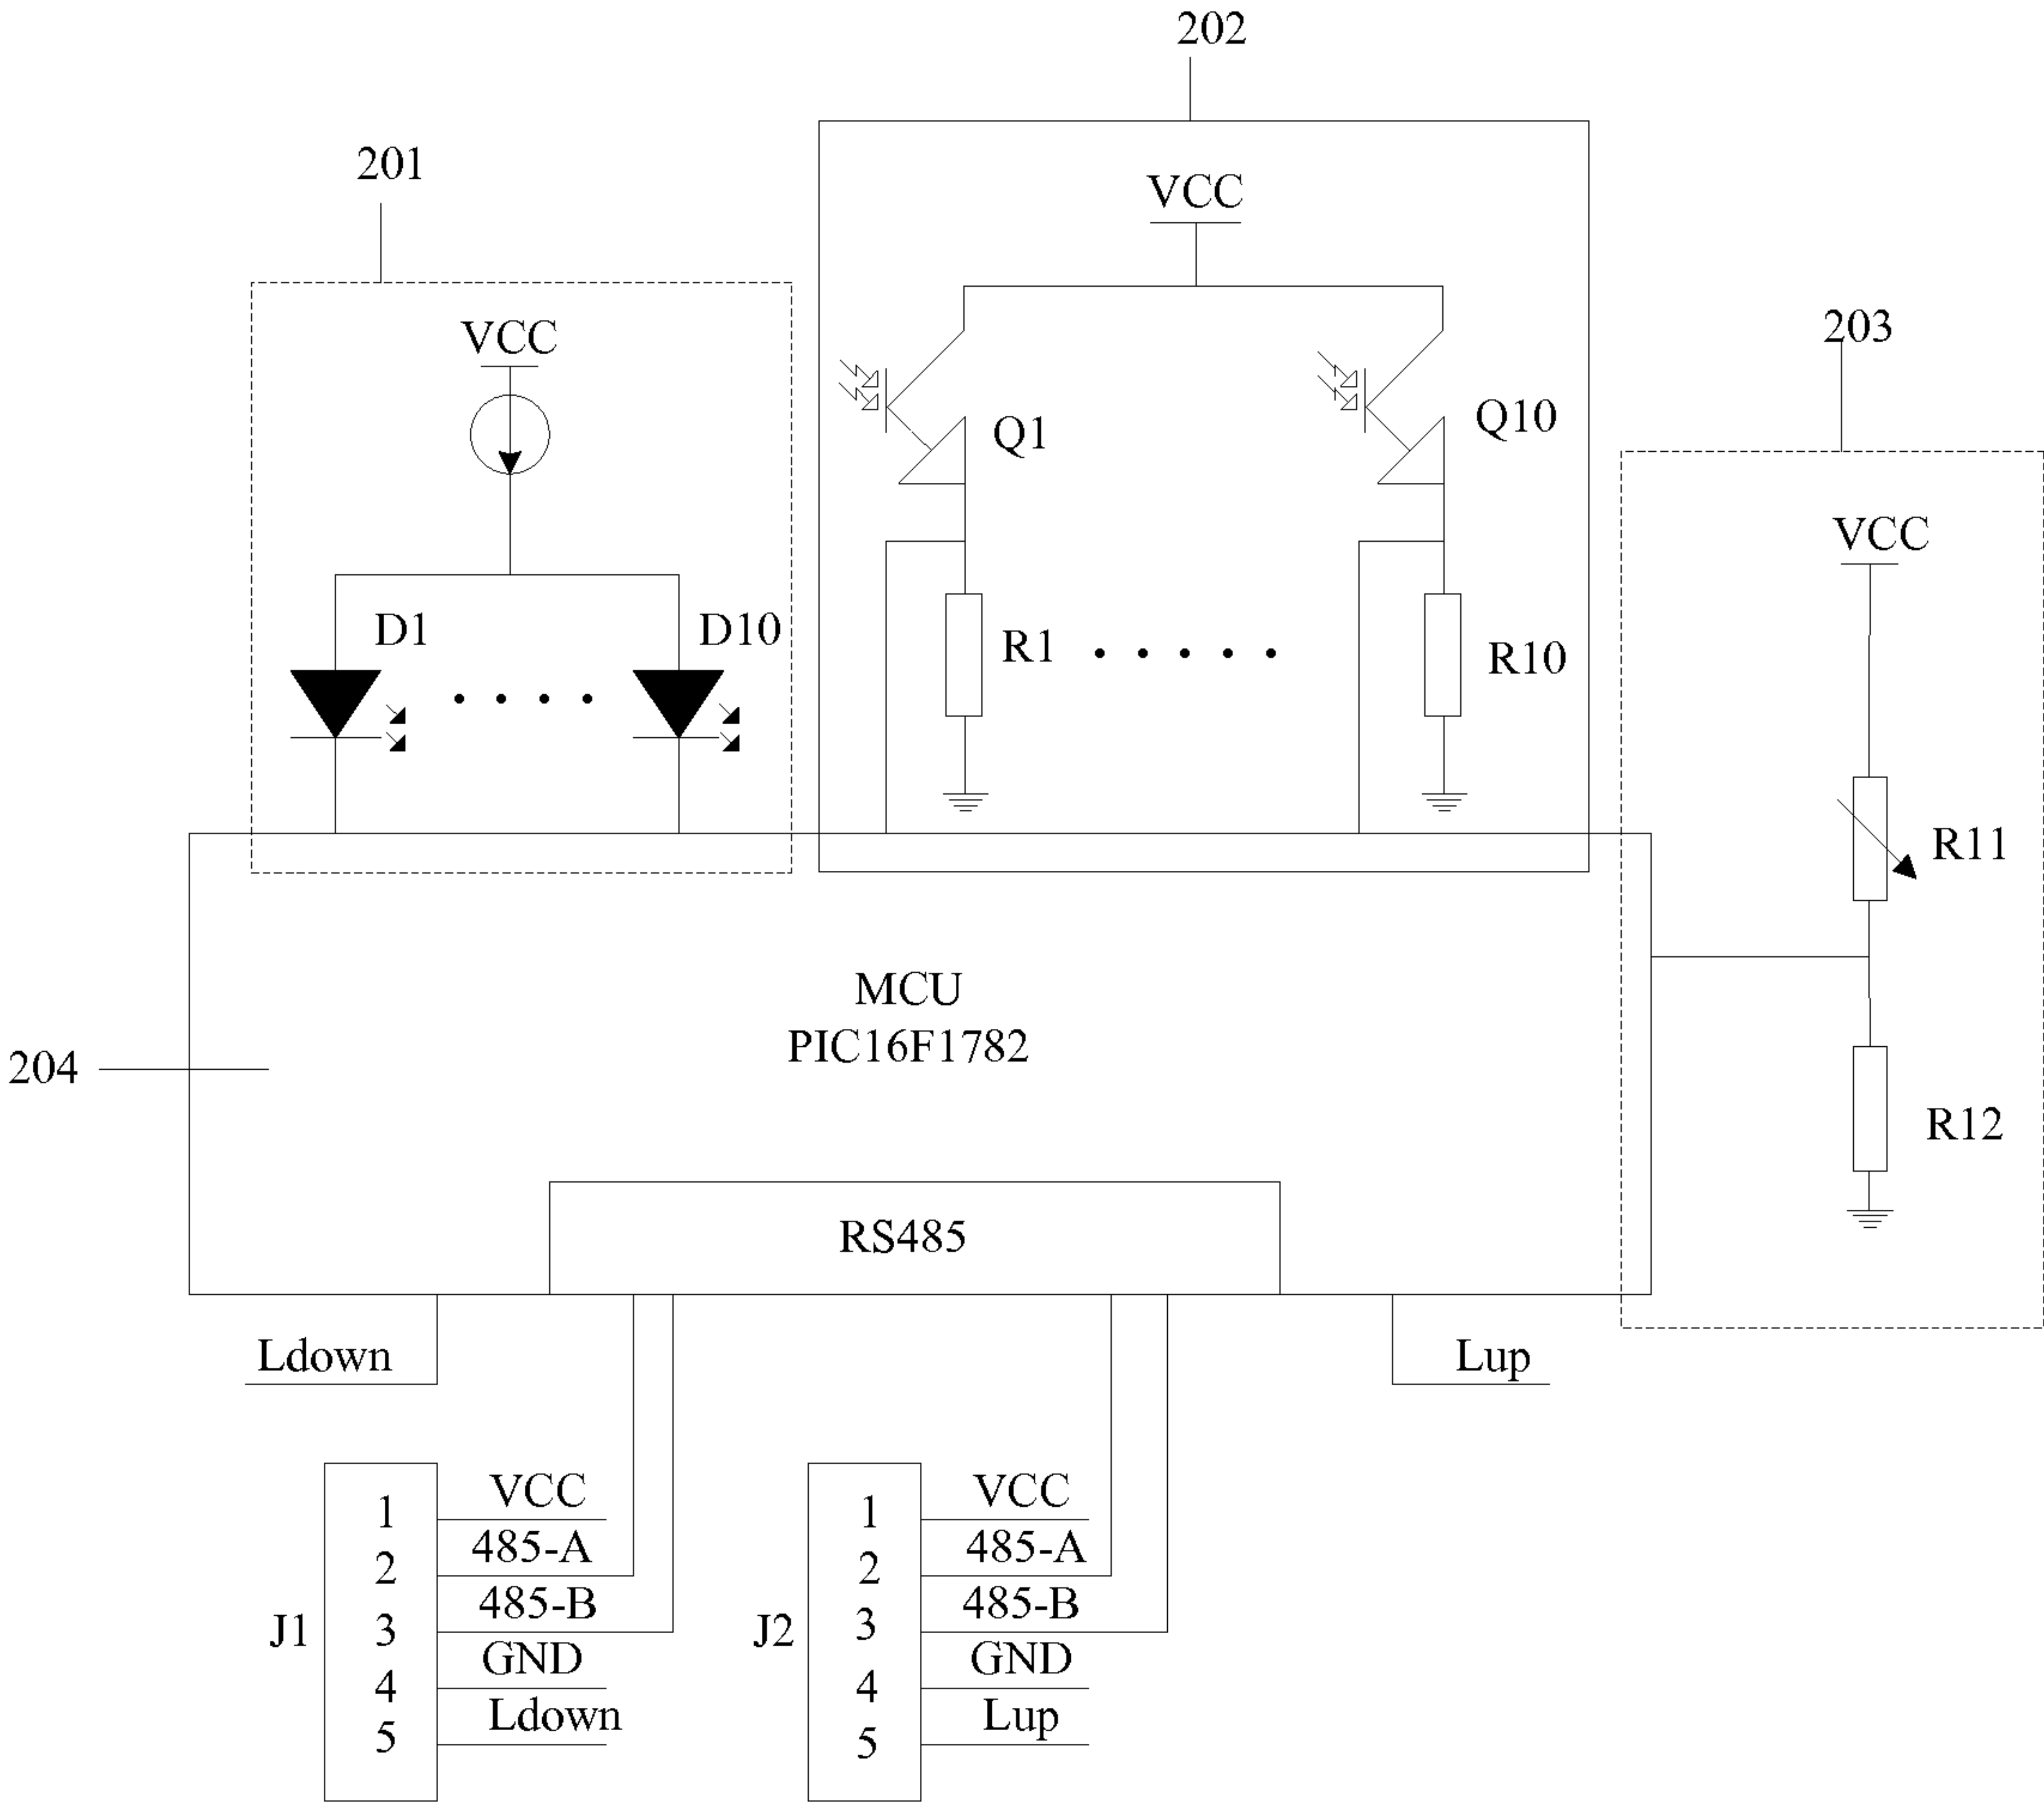 202
201
VCC
203
VCC
Q1
Q10
VCC
D1
D10
R1
R10
R11
MCU
PIC16F1782
204
R12
RS485
Ldown
Lup
J1
1
VCC
2
485-A
3
485-B
4
GND
5
Ldown
J2
1
VCC
2
485-A
3
485-B
4
GND
5
Lup